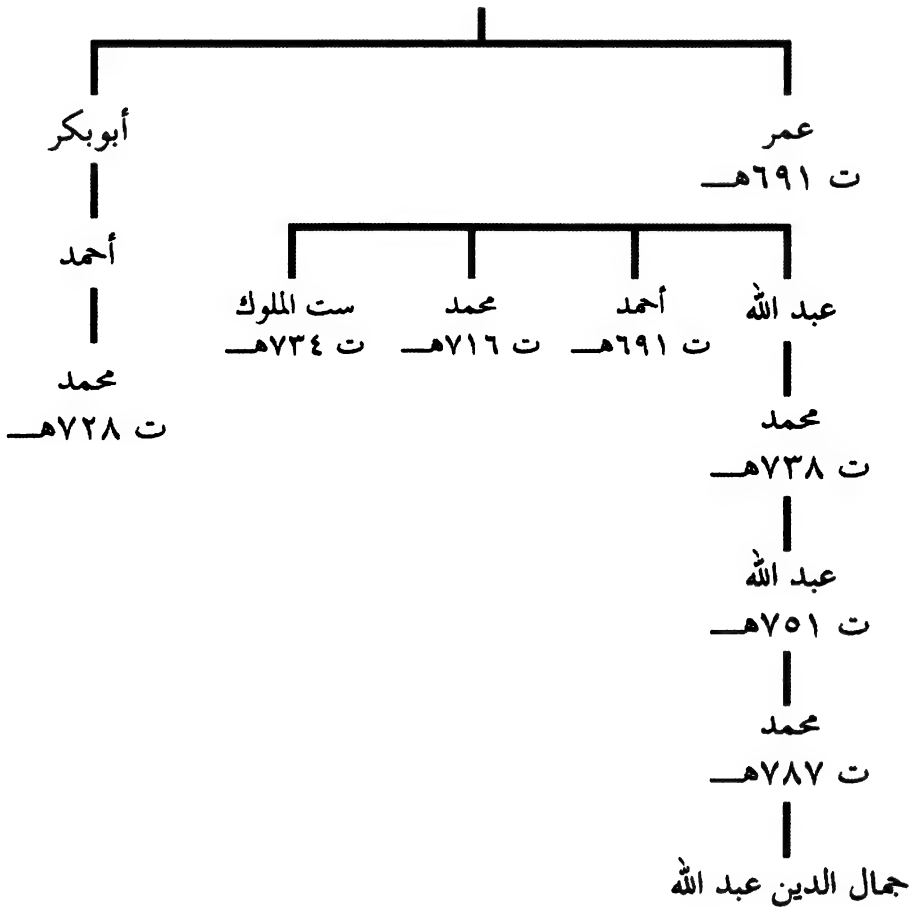 عمر
ت ٦٩١هـ
أبوبكر
أحمد
محمد
ت ٧٢٨هـ
عبد الله
أحمد
ت ٦٩١هـ
محمد
ت ٧١٦هـ
ست الملوك
ت ٧٣٤هـ
محمد
ت ٧٣٨هـ
عبد الله
ت ٧٥١هـ
محمد
ت ٧٨٧هـ
جمال الدين عبد الله